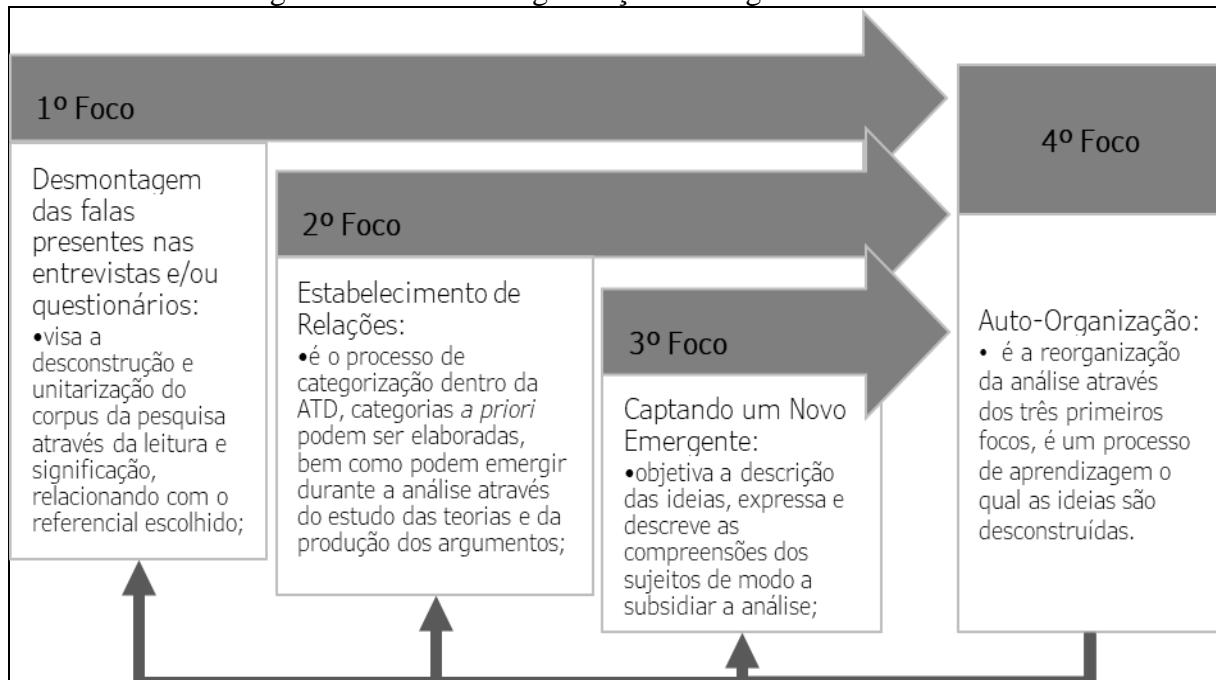 1º Foco
Desmontagem
das falas
presentes nas
entrevistas e/ou
questionários:
•visa a
desconstrução e
unitarização do
corpus da pesquisa
através da leitura e
significação,
relacionando com o
referencial escolhido;
2º Foco
Estabelecimento de
Relações:
•é o processo de
categorização dentro da
ATD, categorias a priori
podem ser elaboradas,
bem como podem emergir
durante a análise através
do estudo das teorias e da
produção dos argumentos;
3º Foco
Captando um Novo
Emergente:
•objetiva a descrição
das ideias, expressa e
descreve as
compreensões dos
sujeitos de modo a
subsidiar a análise;
4º Foco
Auto-Organização:
• é a reorganização
da análise através
dos três primeiros
focos, é um processo
de aprendizagem o
qual as ideias são
desconstruídas.